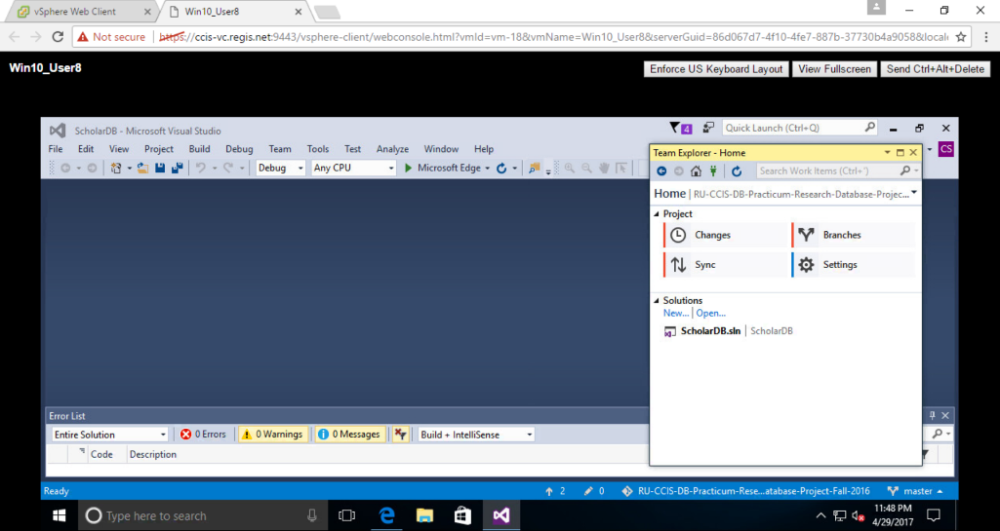 vSphere Web Client
Win10_User8
Not secure | https://ccis-vc.regis.net:9443/vsphere-client/webconsole.html?vmId=vm-18&vmName=Win10_User8&serverGuid=86d067d7-4f10-4fe7-887b-37730b4a9058&local
Win10_User8
Enforce US Keyboard Layout
View Fullscreen
Send Ctrl+Alt+Delete
ScholarDB - Microsoft Visual Studio
4
Quick Launch (Ctrl+Q)
File Edit View Project Build Debug Team Tools Test Analyze Window Help
CS
Debug
Any CPU
Microsoft Edge
Team Explorer - Home
Search Work Items (Ctrl+')
Home | RU-CCIS-DB-Practicum-Research-Database-Projec...
Project
Changes
Branches
Sync
Settings
Solutions
New... | Open...
ScholarDB.sln | ScholarDB
Error List
Entire Solution
0 Errors
0 Warnings
0 Messages
Build + IntelliSense
Code
Description
Ready
2
0
RU-CCIS-DB-Practicum-Rese...atabase-Project-Fall-2016
master
Type here to search
11:48 PM
4/29/2017